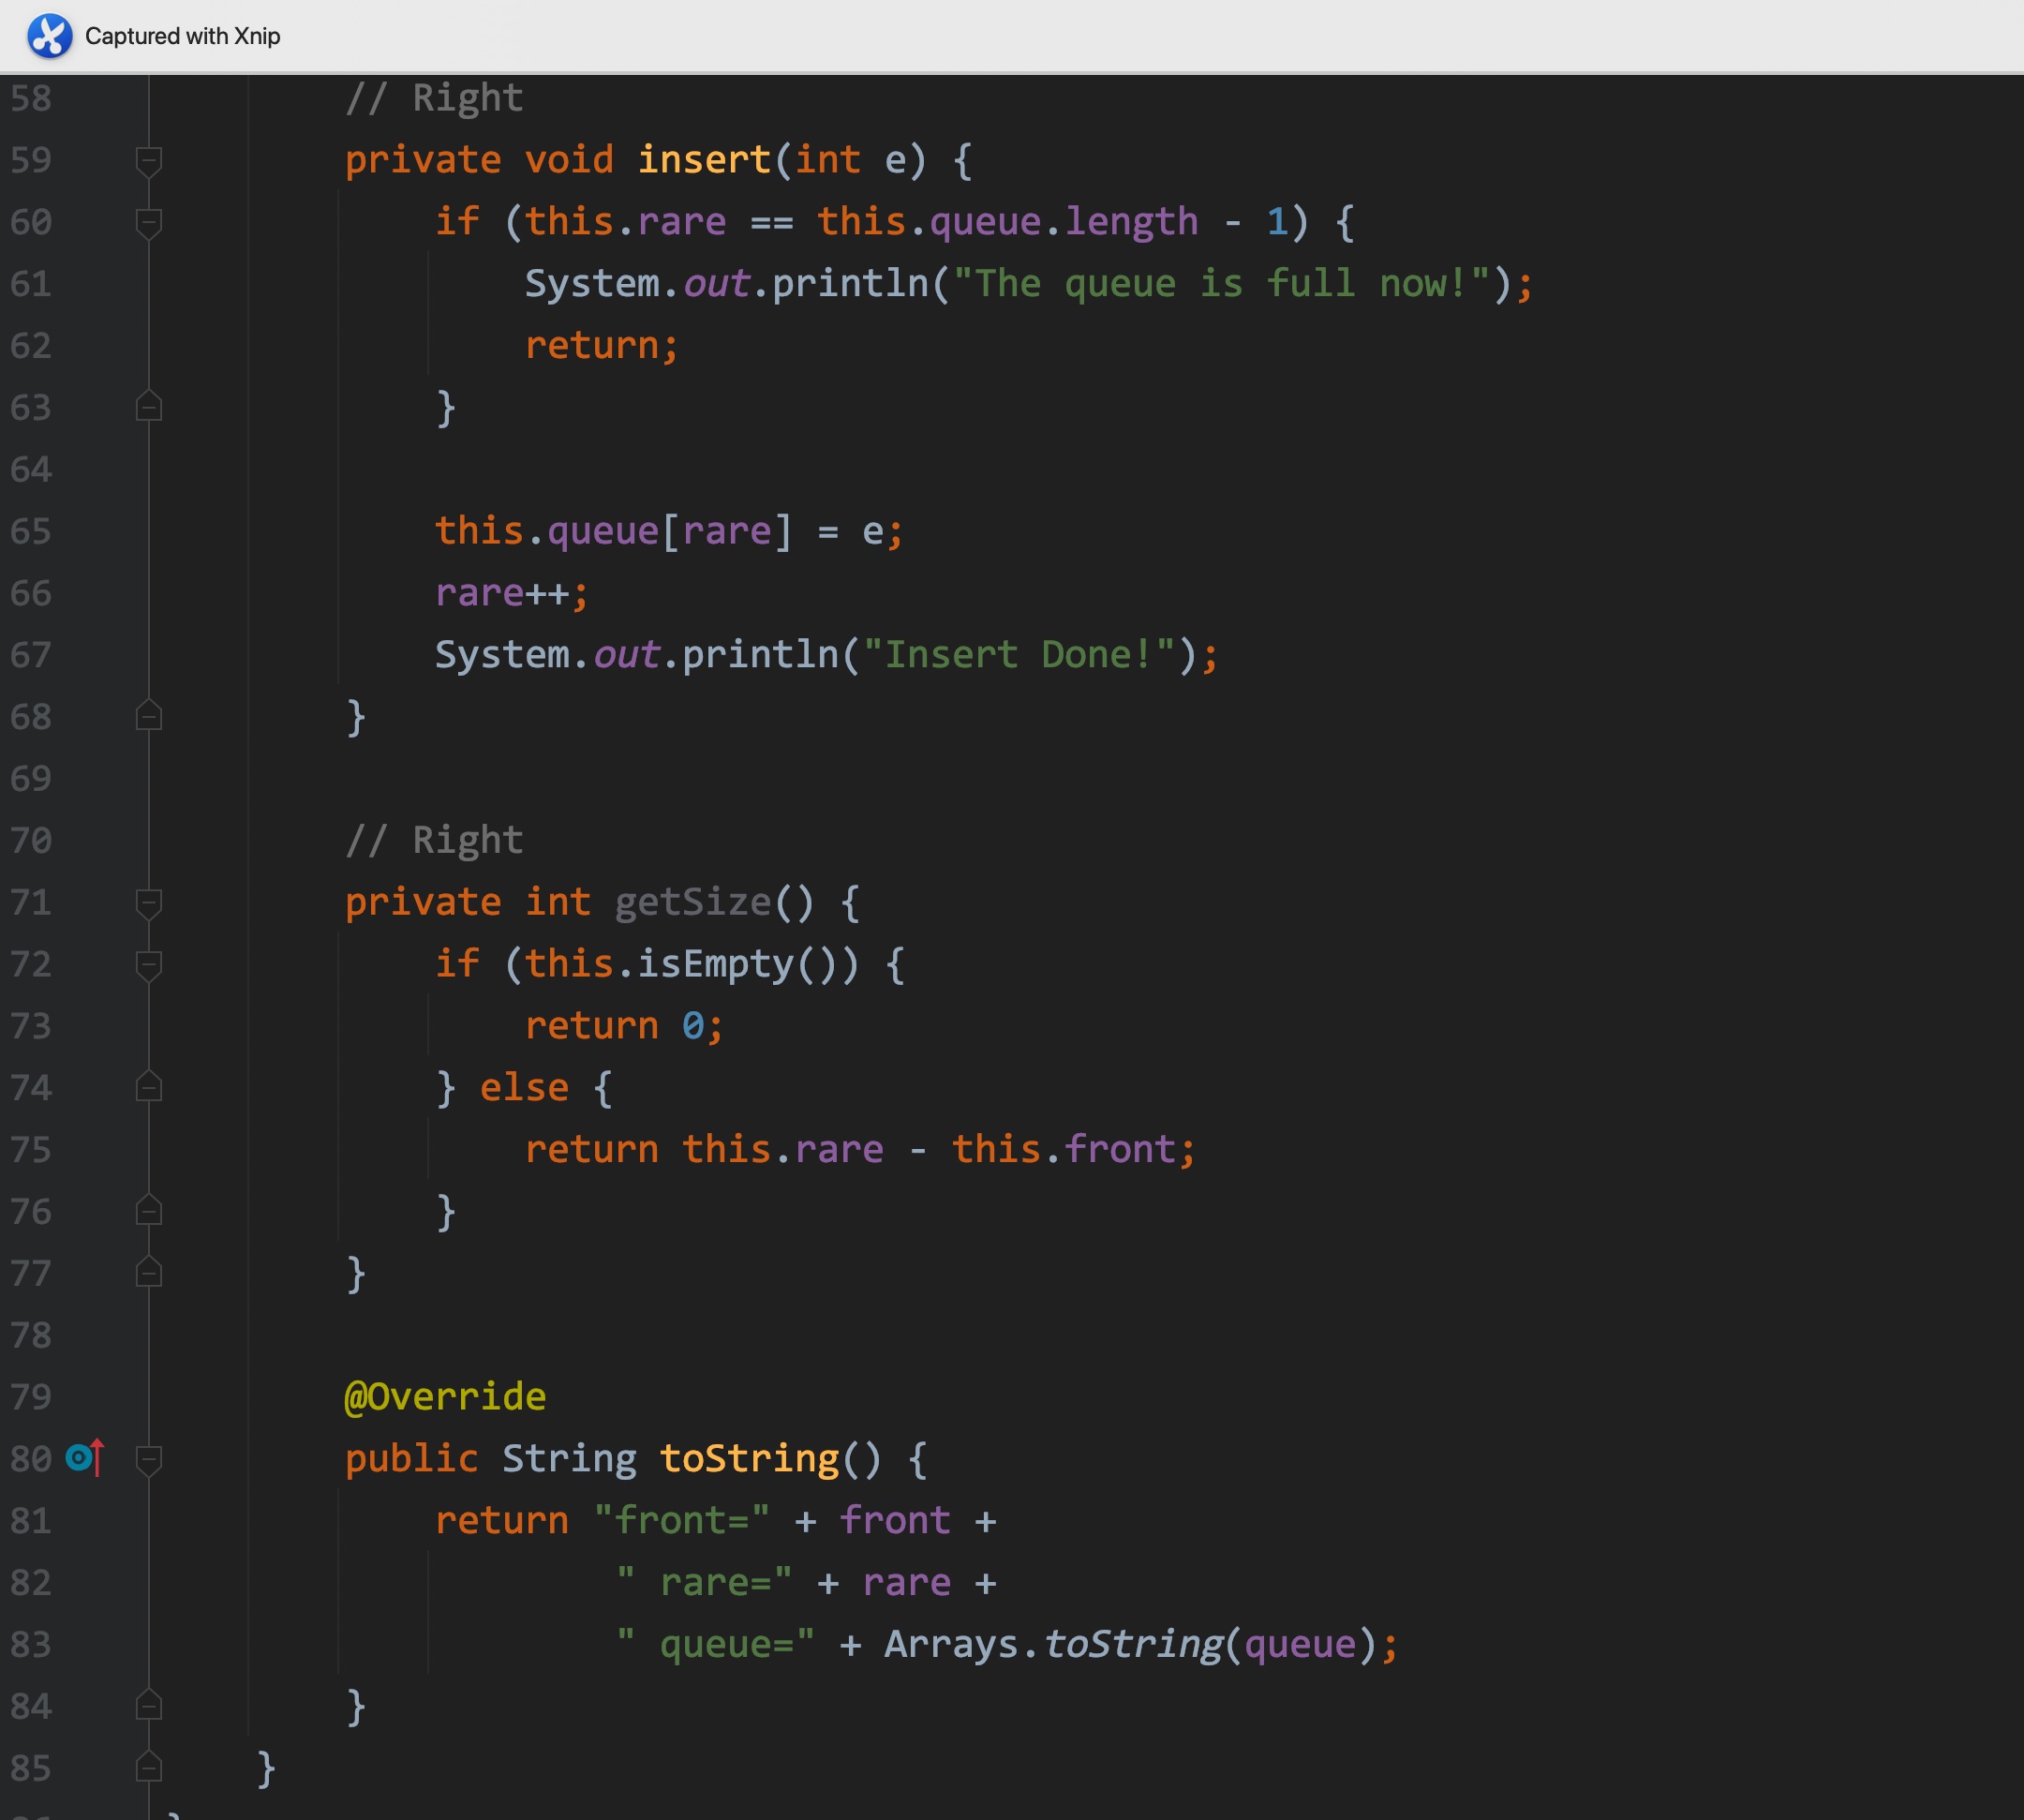 Captured with Xnip
58 // Right
59 private void insert(int e) {
60 if (this.rare == this.queue.length - 1) {
61 System.out.println("The queue is full now!");
62 return;
63 }
64
65 this.queue[rare] = e;
66 rare++;
67 System.out.println("Insert Done!");
68 }
69
70 // Right
71 private int getSize() {
72 if (this.isEmpty()) {
73 return 0;
74 } else {
75 return this.rare - this.front;
76 }
77 }
78
79 @Override
80 public String toString() {
81 return "front=" + front +
82 " rare=" + rare +
83 " queue=" + Arrays.toString(queue);
84 }
85 }